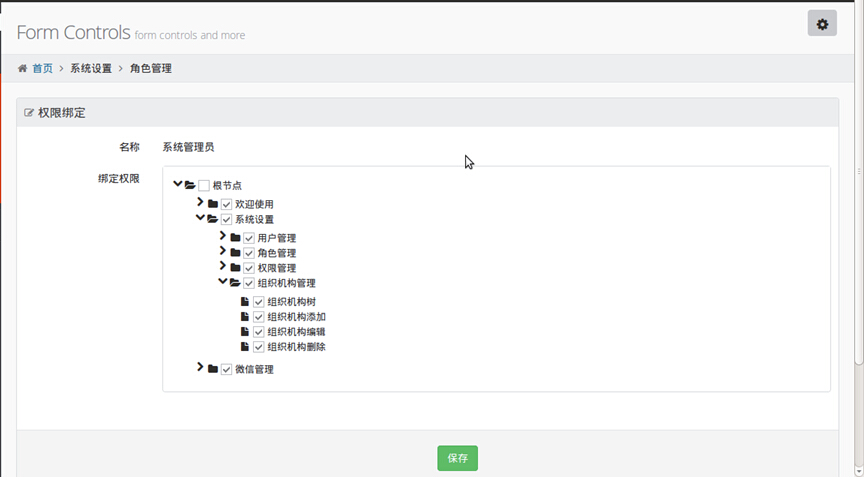 Form Controls form controls and more
首页 > 系统设置 > 角色管理
权限绑定
名称 系统管理员
绑定权限
根节点
欢迎使用
系统设置
用户管理
角色管理
权限管理
组织机构管理
组织机构树
组织机构添加
组织机构编辑
组织机构删除
微信管理
保存